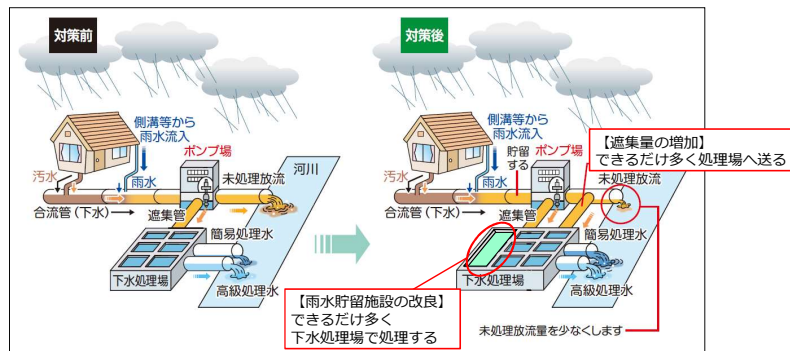 対策前
側溝等から
雨水流入
汚水
雨水
ポンプ場
河川
未処理放流
合流管（下水）
遮集管
簡易処理水
下水処理場
高級処理水
対策後
側溝等から
雨水流入
汚水
雨水
貯留
する
ポンプ場
【遮集量の増加】
できるだけ多く処理場へ送る
未処理放流
合流管（下水）
遮集管
簡易処理水
下水処理場
高級処理水
【雨水貯留施設の改良】
できるだけ多く
下水処理場で処理する
未処理放流量を少なくします